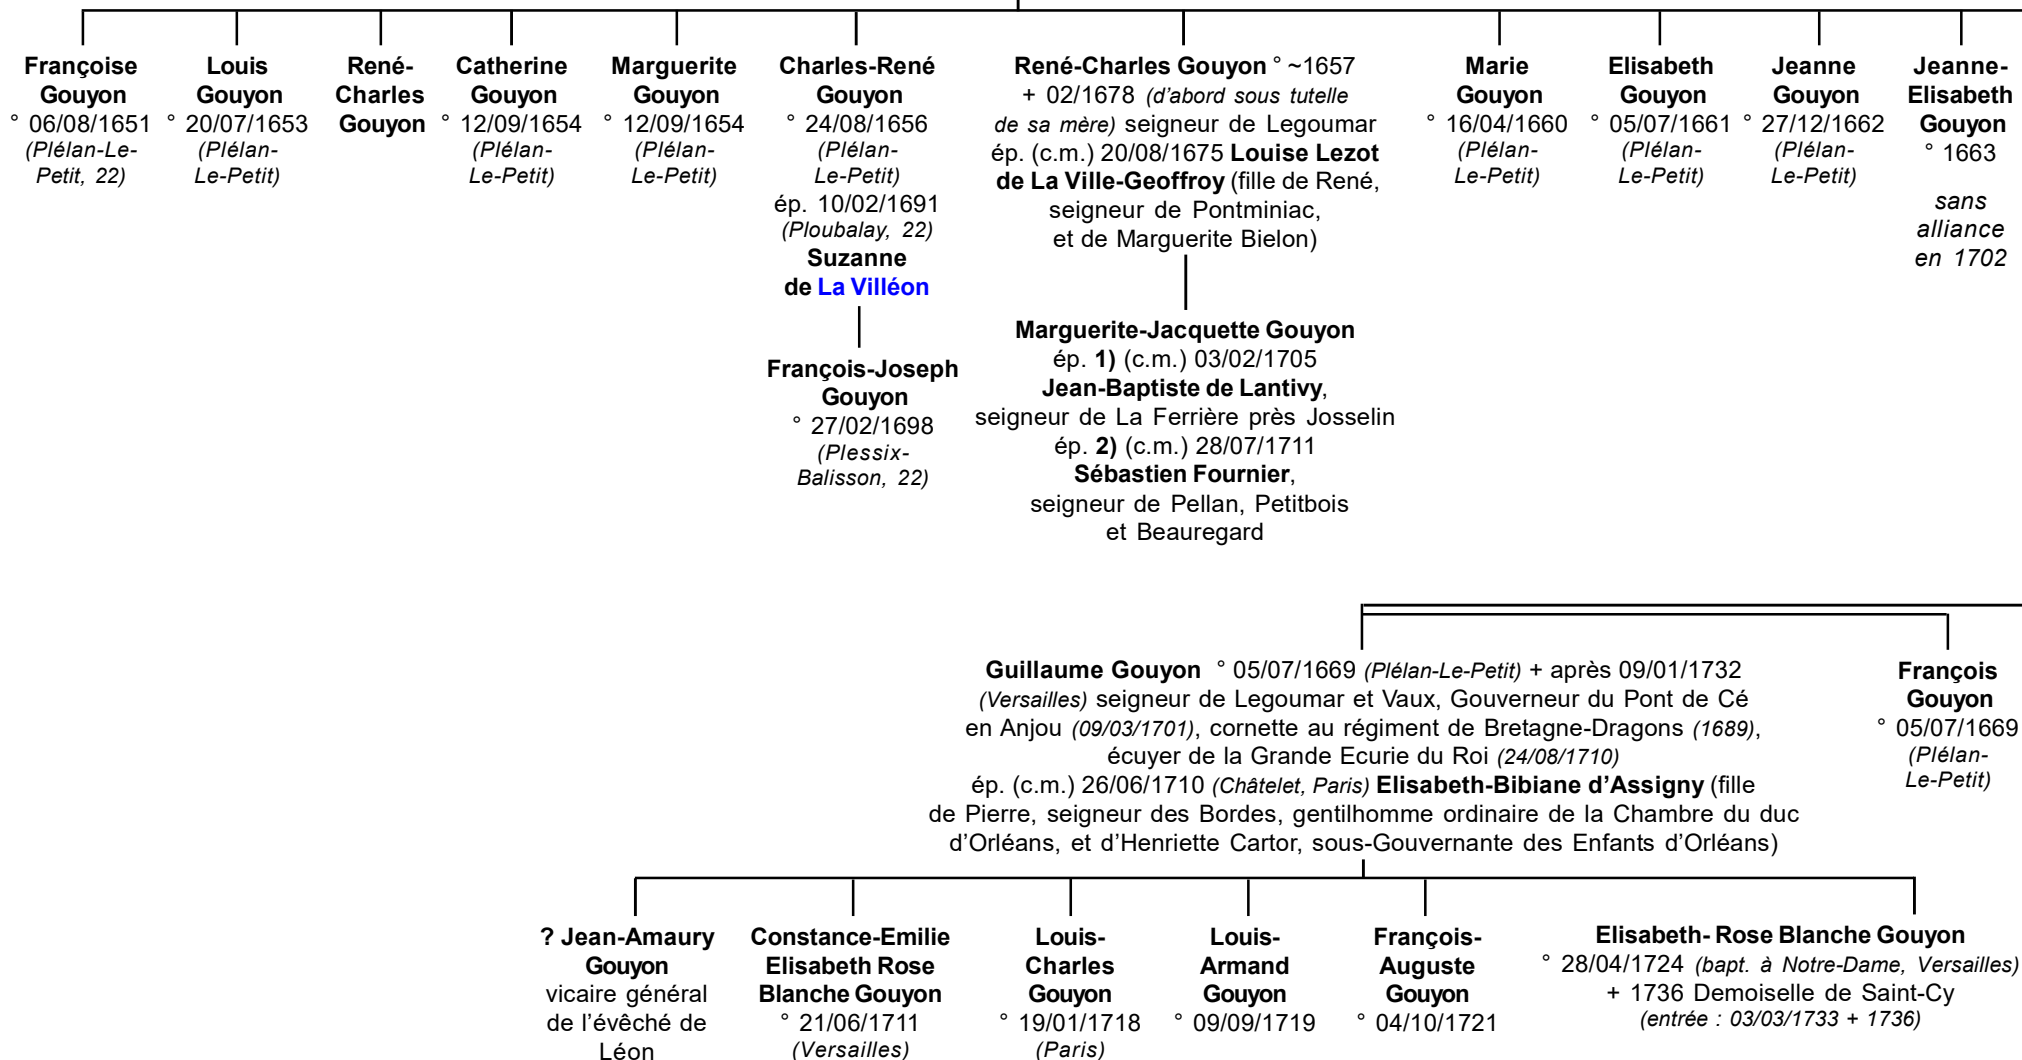 Françoise
Gouyon
° 06/08/1651
(Plélan-Le-
Petit, 22)
Louis
Gouyon
° 20/07/1653
(Plélan-
Le-Petit)
René-
Charles
Gouyon
Catherine
Gouyon
° 12/09/1654
(Plélan-
Le-Petit)
Marguerite
Gouyon
° 12/09/1654
(Plélan-
Le-Petit)
Charles-René
Gouyon
° 24/08/1656
(Plélan-
Le-Petit)
ép. 10/02/1691
(Ploubalay, 22)
Suzanne
de La Villéon
François-Joseph
Gouyon
° 27/02/1698
(Plessix-
Balisson, 22)
René-Charles Gouyon ° ~1657
+ 02/1678 (d'abord sous tutelle
de sa mère) seigneur de Legoumar
ép. (c.m.) 20/08/1675 Louise Lezot
de La Ville-Geoffroy (fille de René,
seigneur de Pontminiac,
et de Marguerite Bielon)
Marguerite-Jacquette Gouyon
ép. 1) (c.m.) 03/02/1705
Jean-Baptiste de Lantivy,
seigneur de La Ferrière près Josselin
ép. 2) (c.m.) 28/07/1711
Sébastien Fournier,
seigneur de Pellan, Petitbois
et Beauregard
Marie
Gouyon
° 16/04/1660
(Plélan-
Le-Petit)
Elisabeth
Gouyon
° 05/07/1661
(Plélan-
Le-Petit)
Jeanne
Gouyon
° 27/12/1662
(Plélan-
Le-Petit)
Jeanne-
Elisabeth
Gouyon
° 1663
sans
alliance
en 1702
Guillaume Gouyon ° 05/07/1669 (Plélan-Le-Petit) + après 09/01/1732
(Versailles) seigneur de Legoumar et Vaux, Gouverneur du Pont de Cé
en Anjou (09/03/1701), cornette au régiment de Bretagne-Dragons (1689),
écuyer de la Grande Ecurie du Roi (24/08/1710)
ép. (c.m.) 26/06/1710 (Châtelet, Paris) Elisabeth-Bibiane d'Assigny (fille
de Pierre, seigneur des Bordes, gentilhomme ordinaire de la Chambre du duc
d'Orléans, et d'Henriette Cartor, sous-Gouvernante des Enfants d'Orléans)
François
Gouyon
° 05/07/1669
(Plélan-
Le-Petit)
? Jean-Amaury
Gouyon
vicaire général
de l'évêché de
Léon
Constance-Emilie
Elisabeth Rose
Blanche Gouyon
° 21/06/1711
(Versailles)
Louis-
Charles
Gouyon
° 19/01/1718
(Paris)
Louis-
Armand
Gouyon
° 09/09/1719
François-
Auguste
Gouyon
° 04/10/1721
Elisabeth- Rose Blanche Gouyon
° 28/04/1724 (bapt. à Notre-Dame, Versailles)
+ 1736 Demoiselle de Saint-Cy
(entrée : 03/03/1733 + 1736)